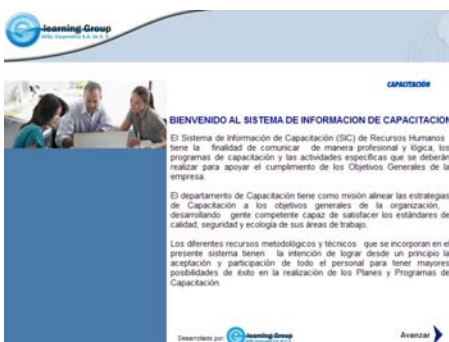 e-learning Group
CAPACITACIÓN
BIENVENIDO AL SISTEMA DE INFORMACION DE CAPACITACION
El Sistema de Información de Capacitación (SIC) de Recursos Humanos
tiene la finalidad de comunicar de manera profesional y lógica, los
programas de capacitación y las actividades específicas que se deberán
realizar para apoyar el cumplimiento de los Objetivos Generales de la
empresa.
El departamento de Capacitación tiene como misión alinear las estrategias
de Capacitación a los objetivos generales de la organización,
desarrollando gente competente capaz de satisfacer los estándares de
calidad, seguridad y ecología de sus áreas de trabajo.
Los diferentes recursos metodológicos y técnicos que se incorporan en el
presente sistema tienen la intención de lograr desde un principio la
aceptación y participación de todo el personal para tener mayores
posibilidades de éxito en la realización de los Planes y Programas de
Capacitación.
Desarrollado por e-learning Group
Avanzar